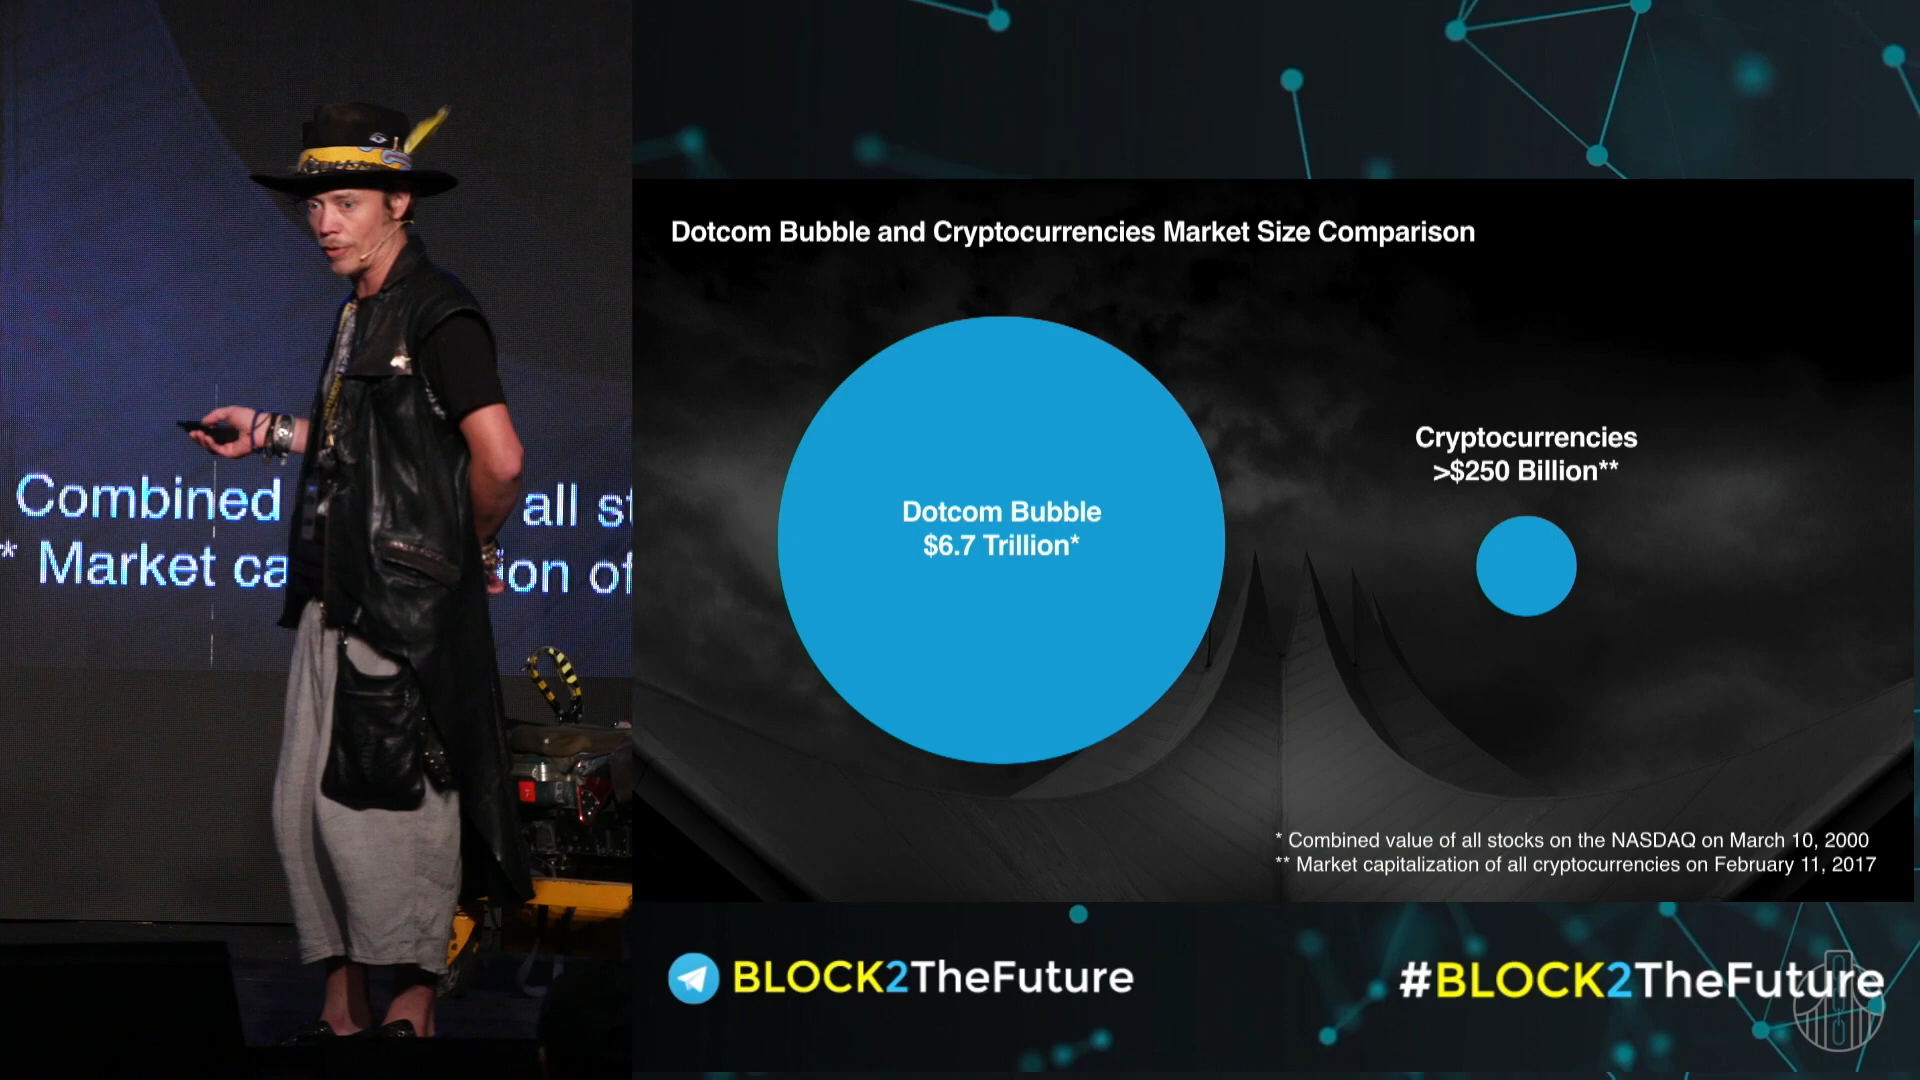 Combined all st
* Market ca ion of
Dotcom Bubble and Cryptocurrencies Market Size Comparison
Dotcom Bubble
$6.7 Trillion*
Cryptocurrencies
>$250 Billion**
* Combined value of all stocks on the NASDAQ on March 10, 2000
** Market capitalization of all cryptocurrencies on February 11, 2017
BLOCK2TheFuture
#BLOCK2TheFuture